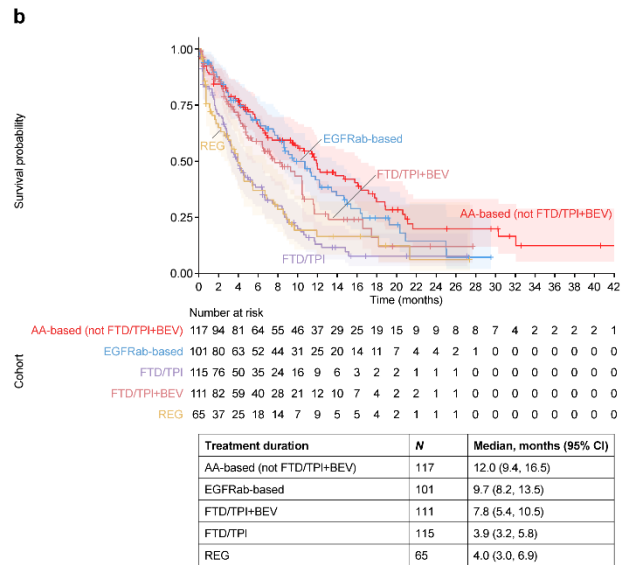 b
Survival probability
1.00
0.75
0.50
0.25
0.00
REG
EGFRab-based
FTD/TPI+BEV
AA-based (not FTD/TPI+BEV)
FTD/TPI
0 2 4 6 8 10 12 14 16 18 20 22 24 26 28 30 32 34 36 38 40 42
Time (months)
Number at risk
Cohort
AA-based (not FTD/TPI+BEV) 117 94 81 64 55 46 37 29 25 19 15 9 9 8 8 7 4 2 2 2 2 1
EGFRab-based 101 80 63 52 44 31 25 20 14 11 7 4 4 2 1 0 0 0 0 0 0 0
FTD/TPI 115 76 50 35 24 16 9 6 3 2 2 1 1 1 0 0 0 0 0 0 0 0
FTD/TPI+BEV 111 82 59 40 28 21 12 10 7 4 2 2 1 1 0 0 0 0 0 0 0 0
REG 65 37 25 18 14 7 9 5 5 4 2 1 1 1 0 0 0 0 0 0 0 0
Treatment duration N Median, months (95% CI)
AA-based (not FTD/TPI+BEV) 117 12.0 (9.4, 16.5)
EGFRab-based 101 9.7 (8.2, 13.5)
FTD/TPI+BEV 111 7.8 (5.4, 10.5)
FTD/TPI 115 3.9 (3.2, 5.8)
REG 65 4.0 (3.0, 6.9)